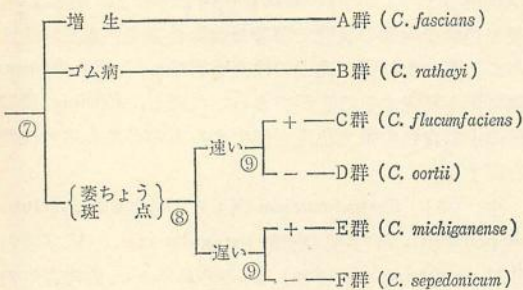 増生 A群 (C. fascians)
ゴム病 B群 (C. rathayi)
⑦
速い ⑨ + C群 (C. flucumfaciens)
- D群 (C. oortii)
萎ちょう
斑点 ⑧
遅い ⑨ + E群 (C. michiganense)
- F群 (C. sepedonicum)